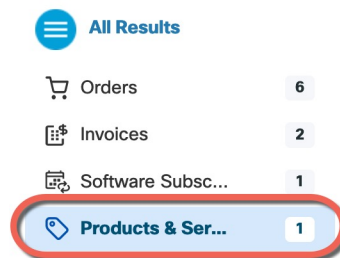 All Results
Orders 6
Invoices 2
Software Subsc... 1
Products & Ser... 1